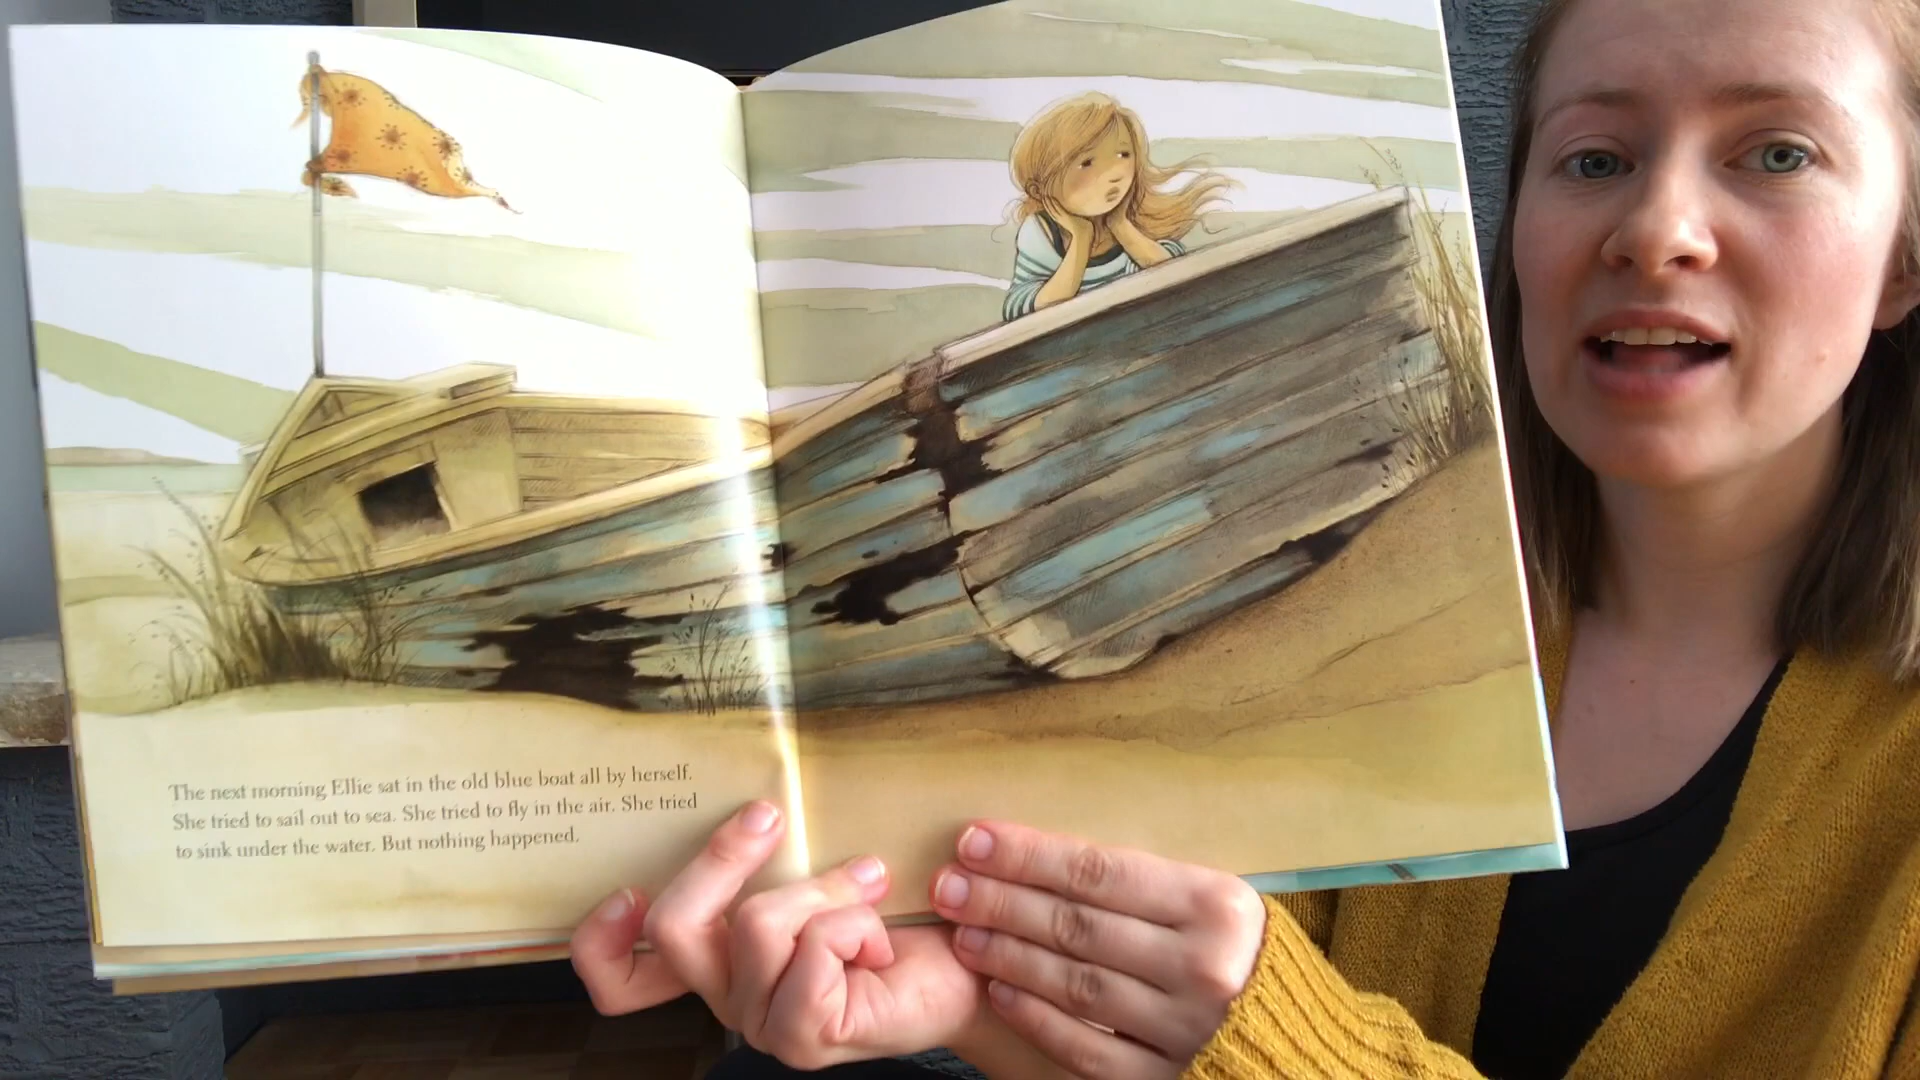 The next morning Ellie sat in the old blue boat all by herself.
She tried to sail out to sea. She tried to fly in the air. She tried
to sink under the water. But nothing happened.